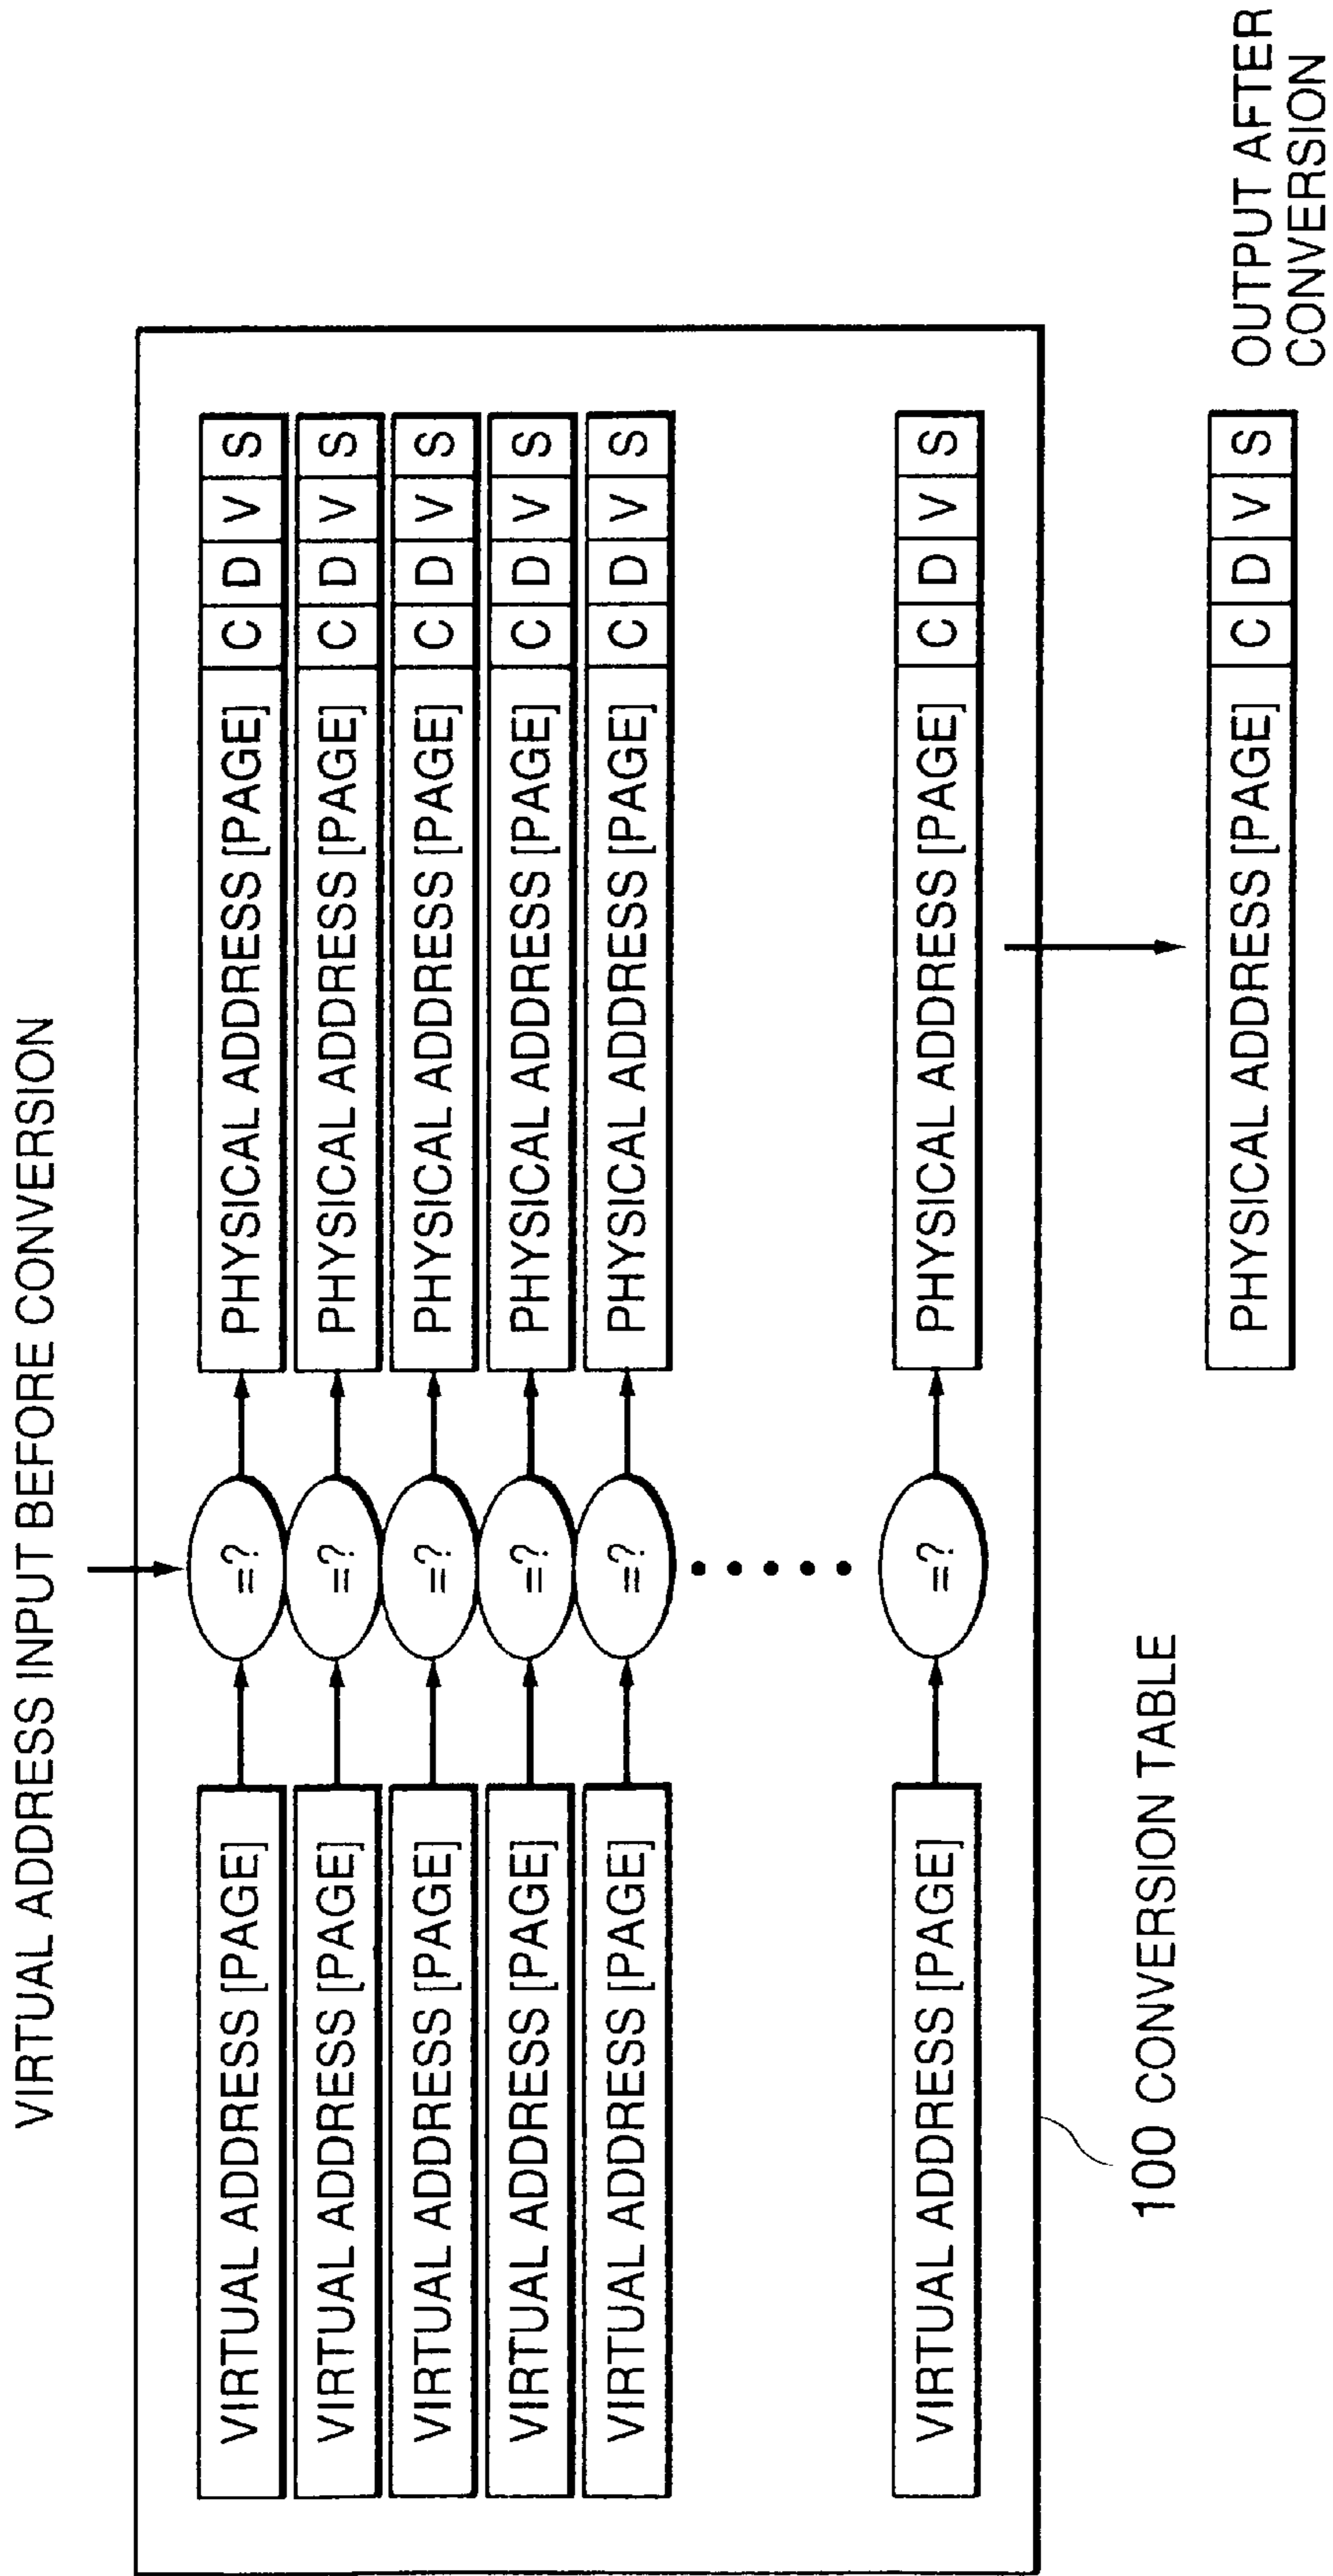 VIRTUAL ADDRESS INPUT BEFORE CONVERSION
VIRTUAL ADDRESS [PAGE] =? PHYSICAL ADDRESS [PAGE] C D V S
VIRTUAL ADDRESS [PAGE] =? PHYSICAL ADDRESS [PAGE] C D V S
VIRTUAL ADDRESS [PAGE] =? PHYSICAL ADDRESS [PAGE] C D V S
VIRTUAL ADDRESS [PAGE] =? PHYSICAL ADDRESS [PAGE] C D V S
VIRTUAL ADDRESS [PAGE] =? PHYSICAL ADDRESS [PAGE] C D V S
VIRTUAL ADDRESS [PAGE] =? PHYSICAL ADDRESS [PAGE] C D V S
100 CONVERSION TABLE
PHYSICAL ADDRESS [PAGE] C D V S
OUTPUT AFTER
CONVERSION